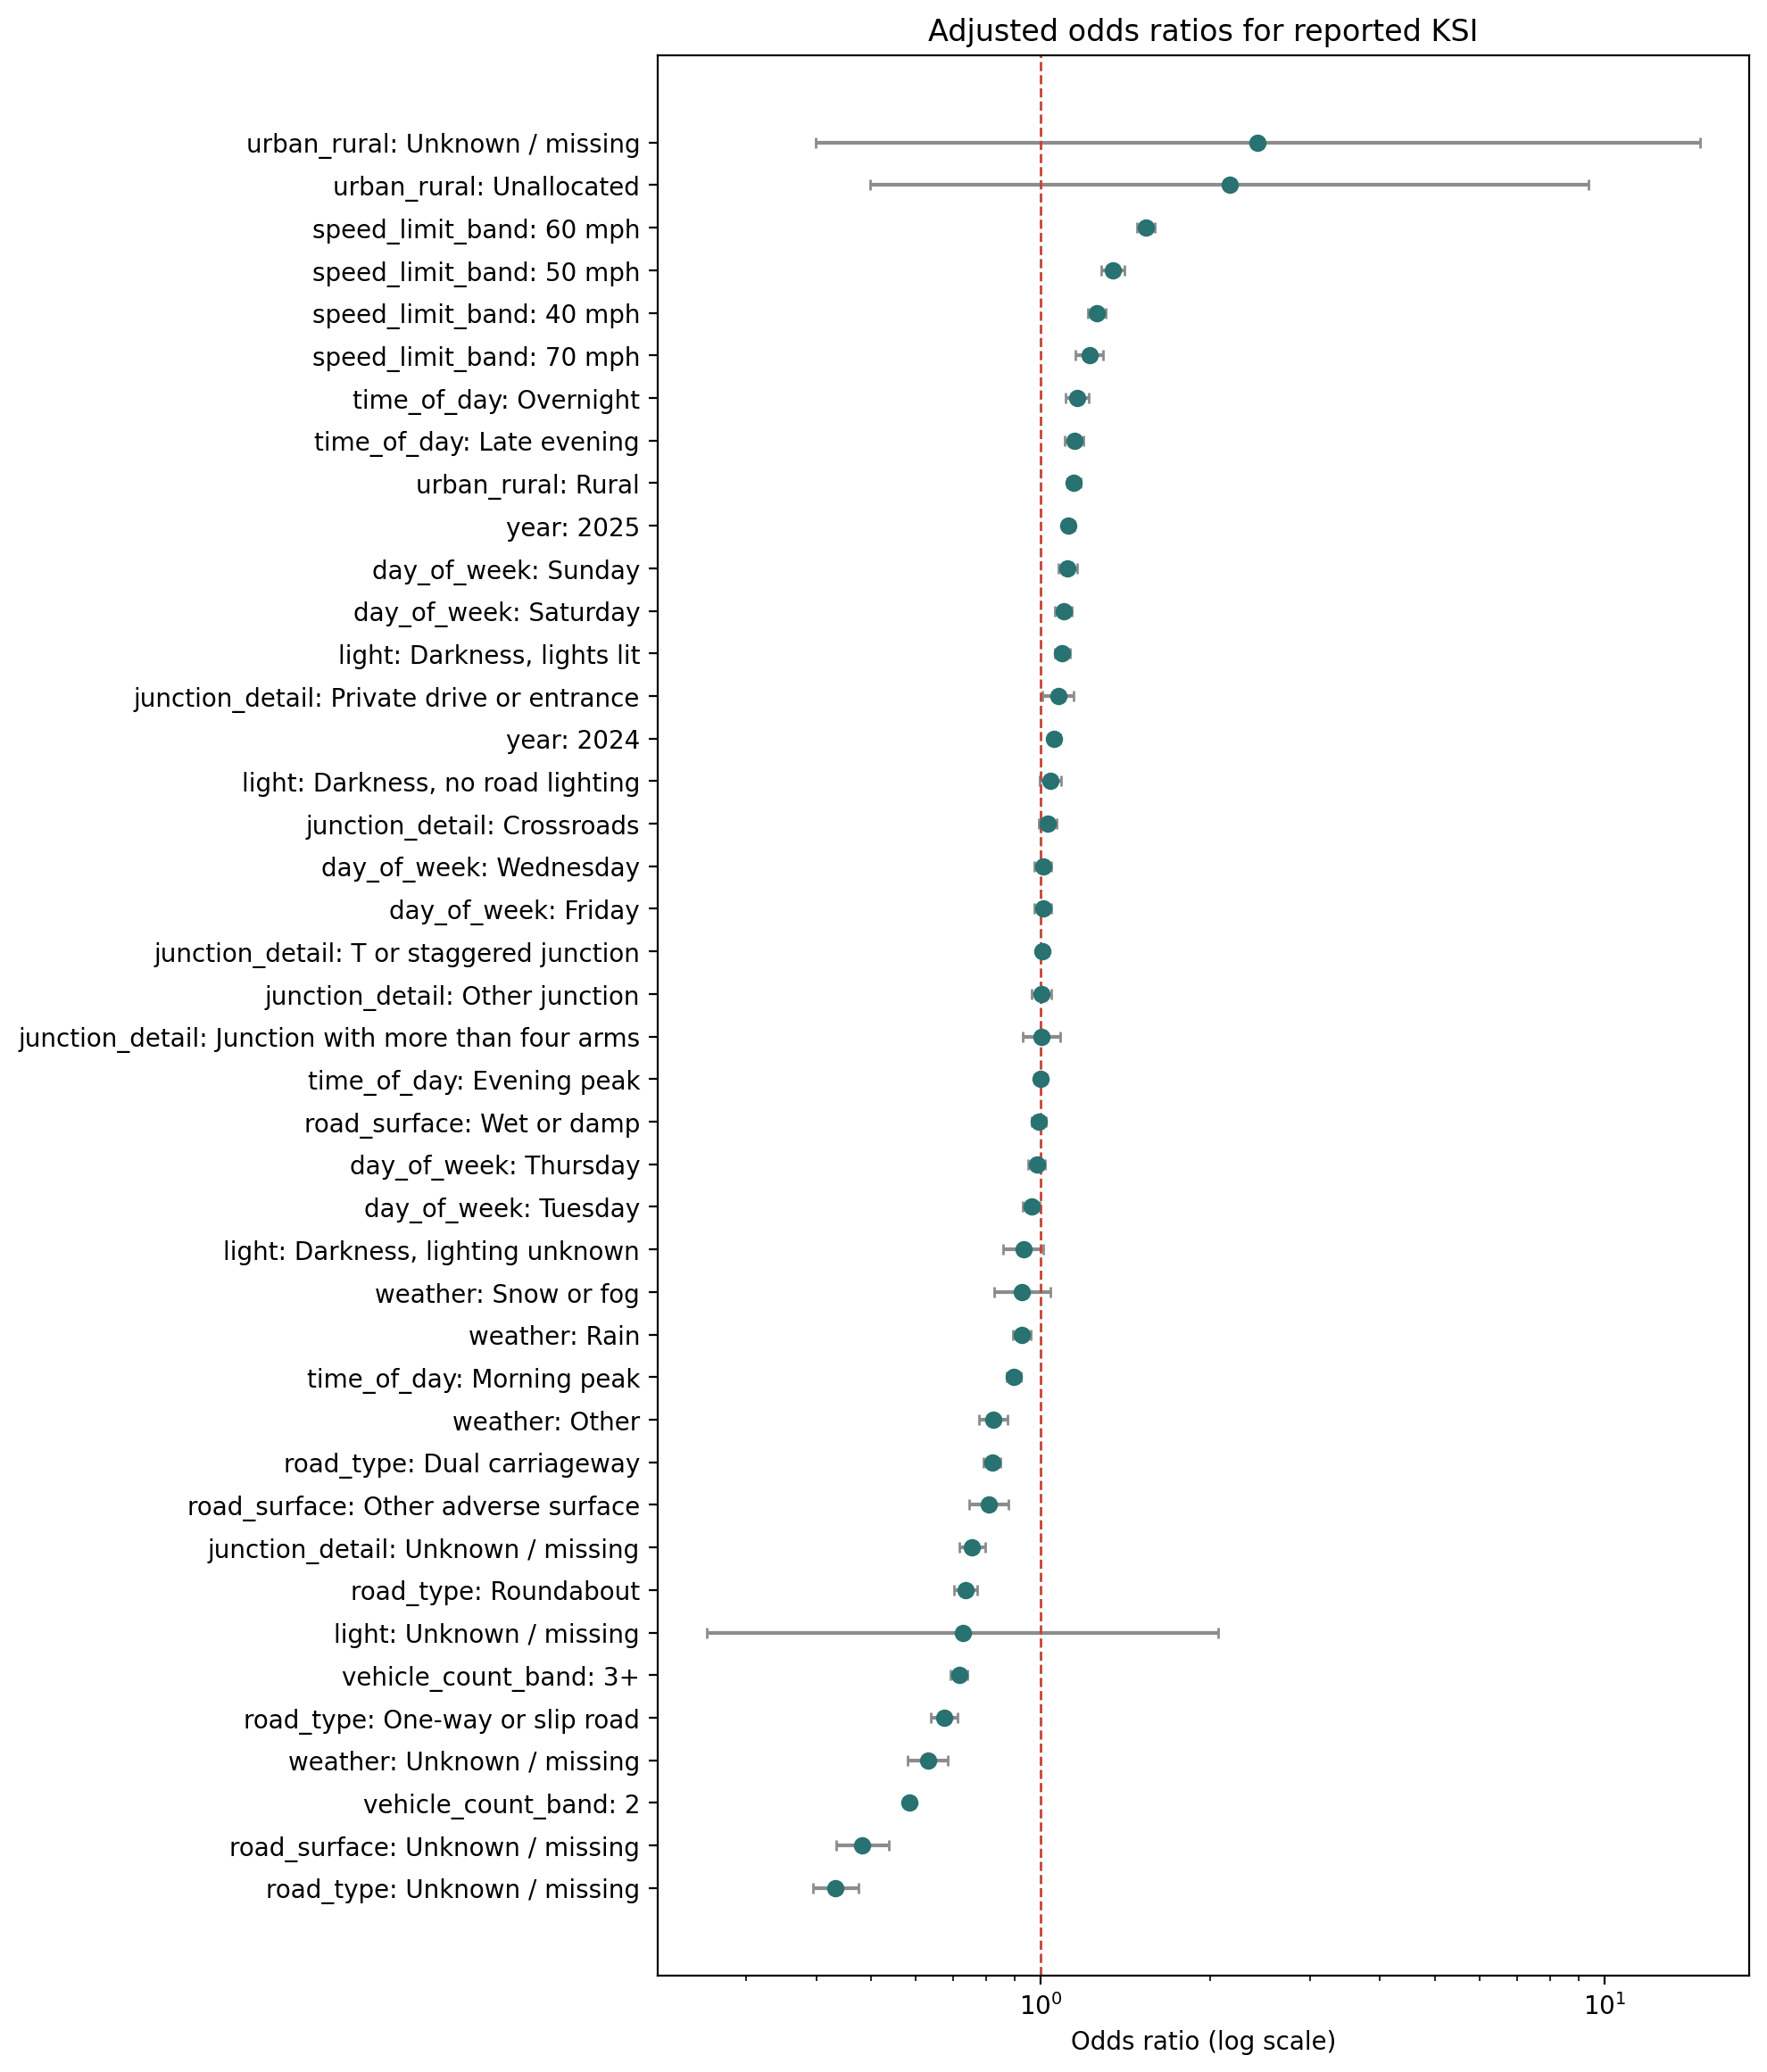 Adjusted odds ratios for reported KSI
urban_rural: Unknown / missing
urban_rural: Unallocated
speed_limit_band: 60 mph
speed_limit_band: 50 mph
speed_limit_band: 40 mph
speed_limit_band: 70 mph
time_of_day: Overnight
time_of_day: Late evening
urban_rural: Rural
year: 2025
day_of_week: Sunday
day_of_week: Saturday
light: Darkness, lights lit
junction_detail: Private drive or entrance
year: 2024
light: Darkness, no road lighting
junction_detail: Crossroads
day_of_week: Wednesday
day_of_week: Friday
junction_detail: T or staggered junction
junction_detail: Other junction
junction_detail: Junction with more than four arms
time_of_day: Evening peak
road_surface: Wet or damp
day_of_week: Thursday
day_of_week: Tuesday
light: Darkness, lighting unknown
weather: Snow or fog
weather: Rain
time_of_day: Morning peak
weather: Other
road_type: Dual carriageway
road_surface: Other adverse surface
junction_detail: Unknown / missing
road_type: Roundabout
light: Unknown / missing
vehicle_count_band: 3+
road_type: One-way or slip road
weather: Unknown / missing
vehicle_count_band: 2
road_surface: Unknown / missing
road_type: Unknown / missing
10⁰ 10¹
Odds ratio (log scale)